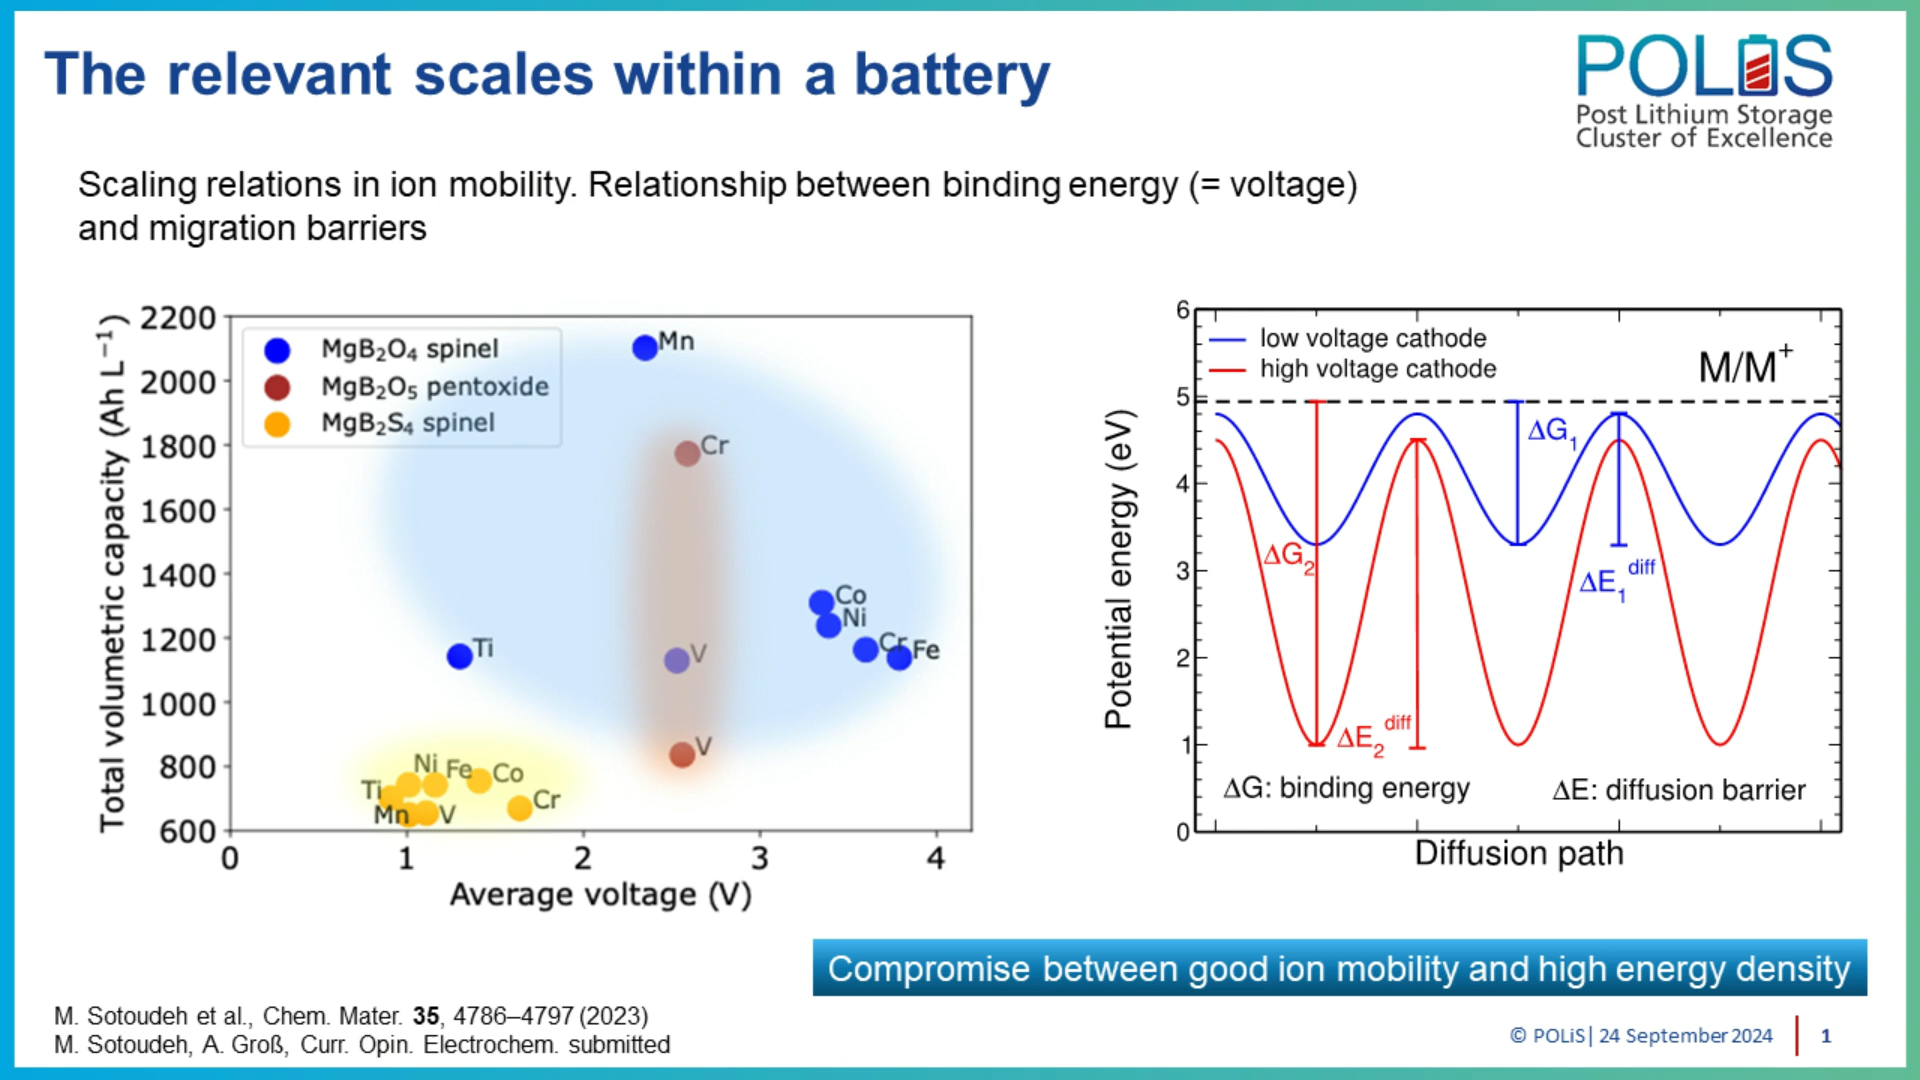 The relevant scales within a battery
POLiS
Post Lithium Storage
Cluster of Excellence
Scaling relations in ion mobility. Relationship between binding energy (= voltage)
and migration barriers
Total volumetric capacity (Ah L⁻¹)
2200
2000
1800
1600
1400
1200
1000
800
600
MgB₂O₄ spinel
MgB₂O₅ pentoxide
MgB₂S₄ spinel
Mn
Cr
Co
Ni
Cr
Fe
Ti
V
V
Ni
Fe
Co
Ti
Cr
Mn
V
0 1 2 3 4
Average voltage (V)
Potential energy (eV)
6
5
4
3
2
1
0
low voltage cathode
high voltage cathode
M/M⁺
ΔG₁
ΔG₂
ΔE₁ diff
ΔE₂ diff
ΔG: binding energy
ΔE: diffusion barrier
Diffusion path
Compromise between good ion mobility and high energy density
M. Sotoudeh et al., Chem. Mater. 35, 4786–4797 (2023)
M. Sotoudeh, A. Groß, Curr. Opin. Electrochem. submitted
© POLiS| 24 September 2024
1